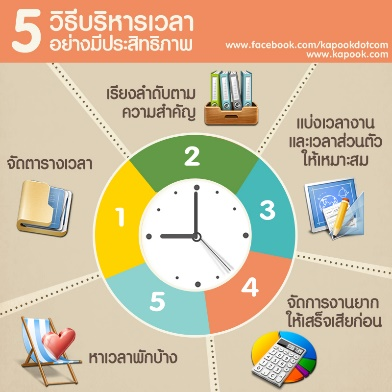 5 วิธีบริหารเวลา
อย่างมีประสิทธิภาพ
www.facebook.com/kapookdotcom
www.kapook.com
จัดตารางเวลา
1
เรียงลำดับตาม
ความสำคัญ
2
แบ่งเวลางาน
และเวลาส่วนตัว
ให้เหมาะสม
3
จัดการงานยาก
ให้เสร็จเสียก่อน
4
หาเวลาพักบ้าง
5